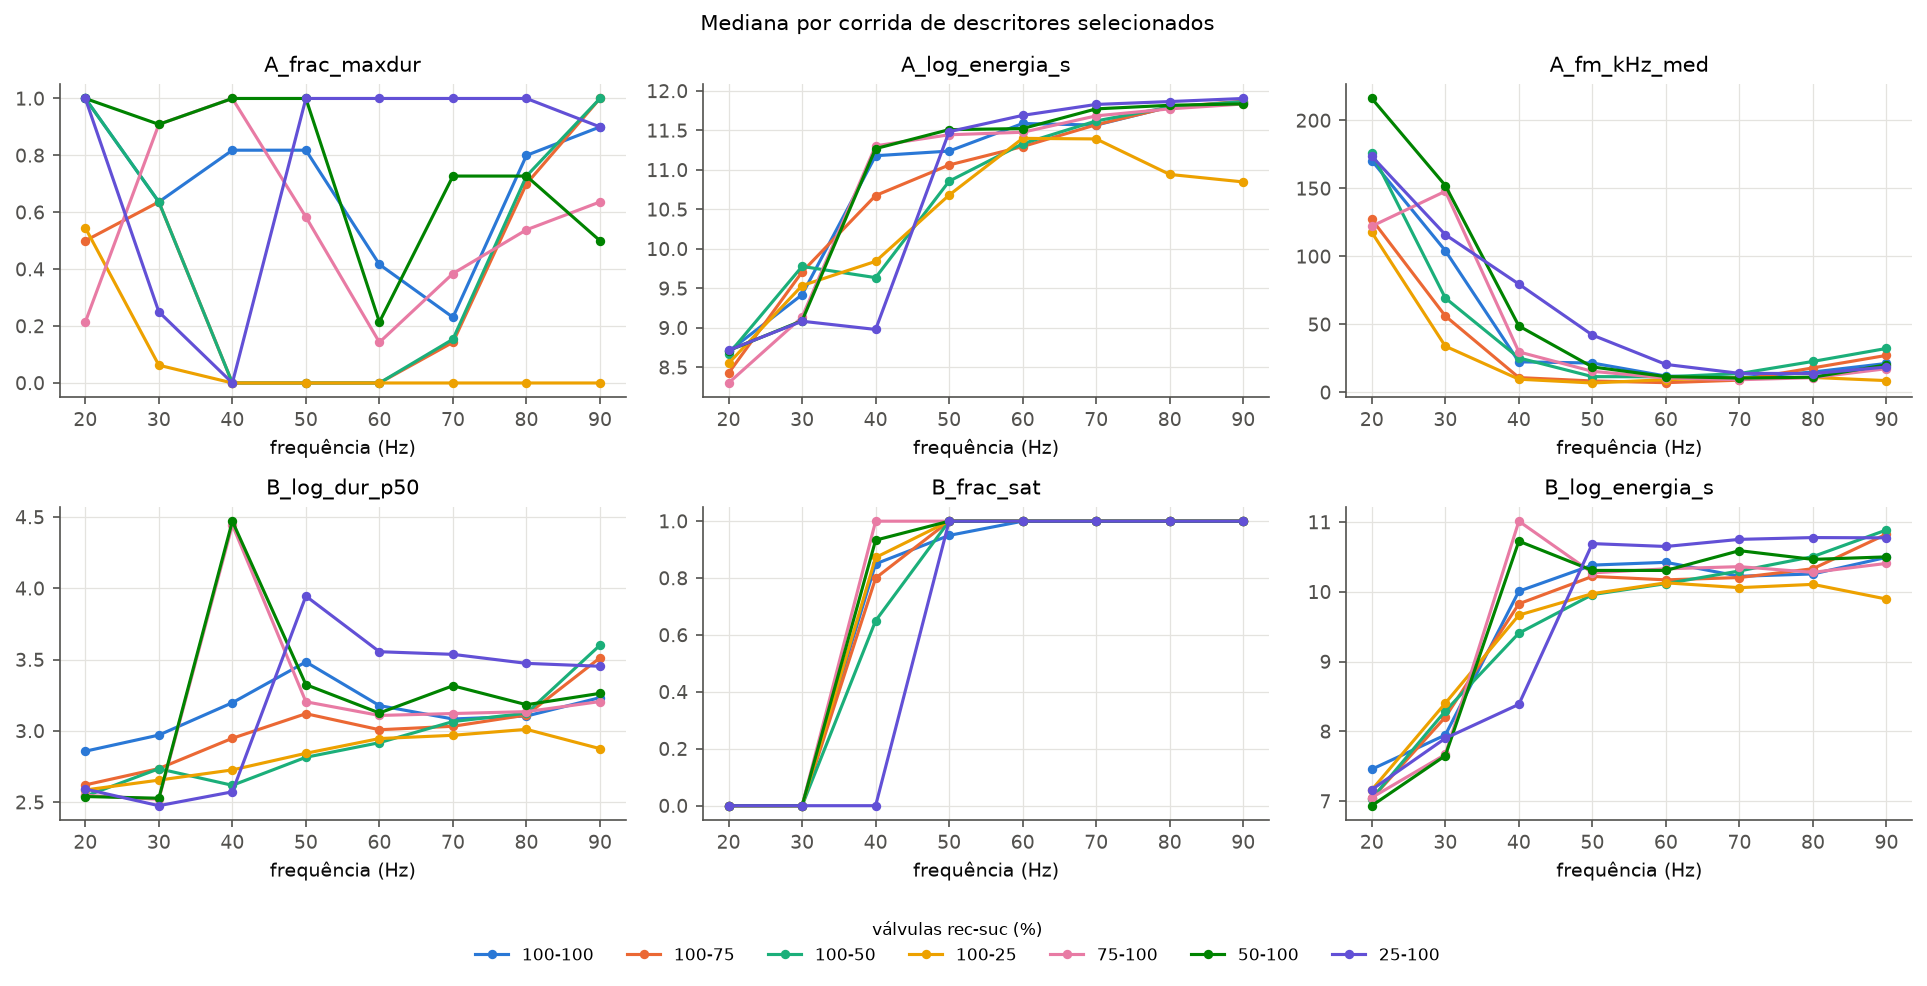 Mediana por corrida de descritores selecionados
A_frac_maxdur
1.0
0.8
0.6
0.4
0.2
0.0
20 30 40 50 60 70 80 90
frequência (Hz)
A_log_energia_s
12.0
11.5
11.0
10.5
10.0
9.5
9.0
8.5
20 30 40 50 60 70 80 90
frequência (Hz)
A_fm_kHz_med
200
150
100
50
0
20 30 40 50 60 70 80 90
frequência (Hz)
B_log_dur_p50
4.5
4.0
3.5
3.0
2.5
20 30 40 50 60 70 80 90
frequência (Hz)
B_frac_sat
1.0
0.8
0.6
0.4
0.2
0.0
20 30 40 50 60 70 80 90
frequência (Hz)
B_log_energia_s
11
10
9
8
7
20 30 40 50 60 70 80 90
frequência (Hz)
válvulas rec-suc (%)
100-100 100-75 100-50 100-25 75-100 50-100 25-100